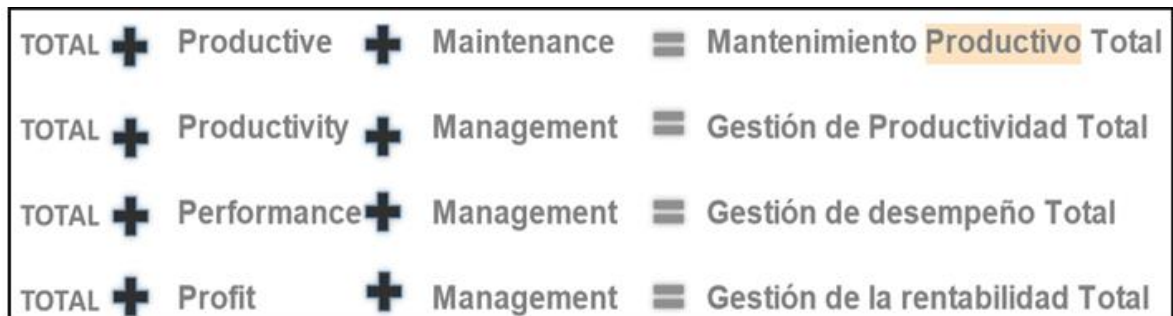 TOTAL + Productive + Maintenance = Mantenimiento Productivo Total
TOTAL + Productivity + Management = Gestión de Productividad Total
TOTAL + Performance + Management = Gestión de desempeño Total
TOTAL + Profit + Management = Gestión de la rentabilidad Total